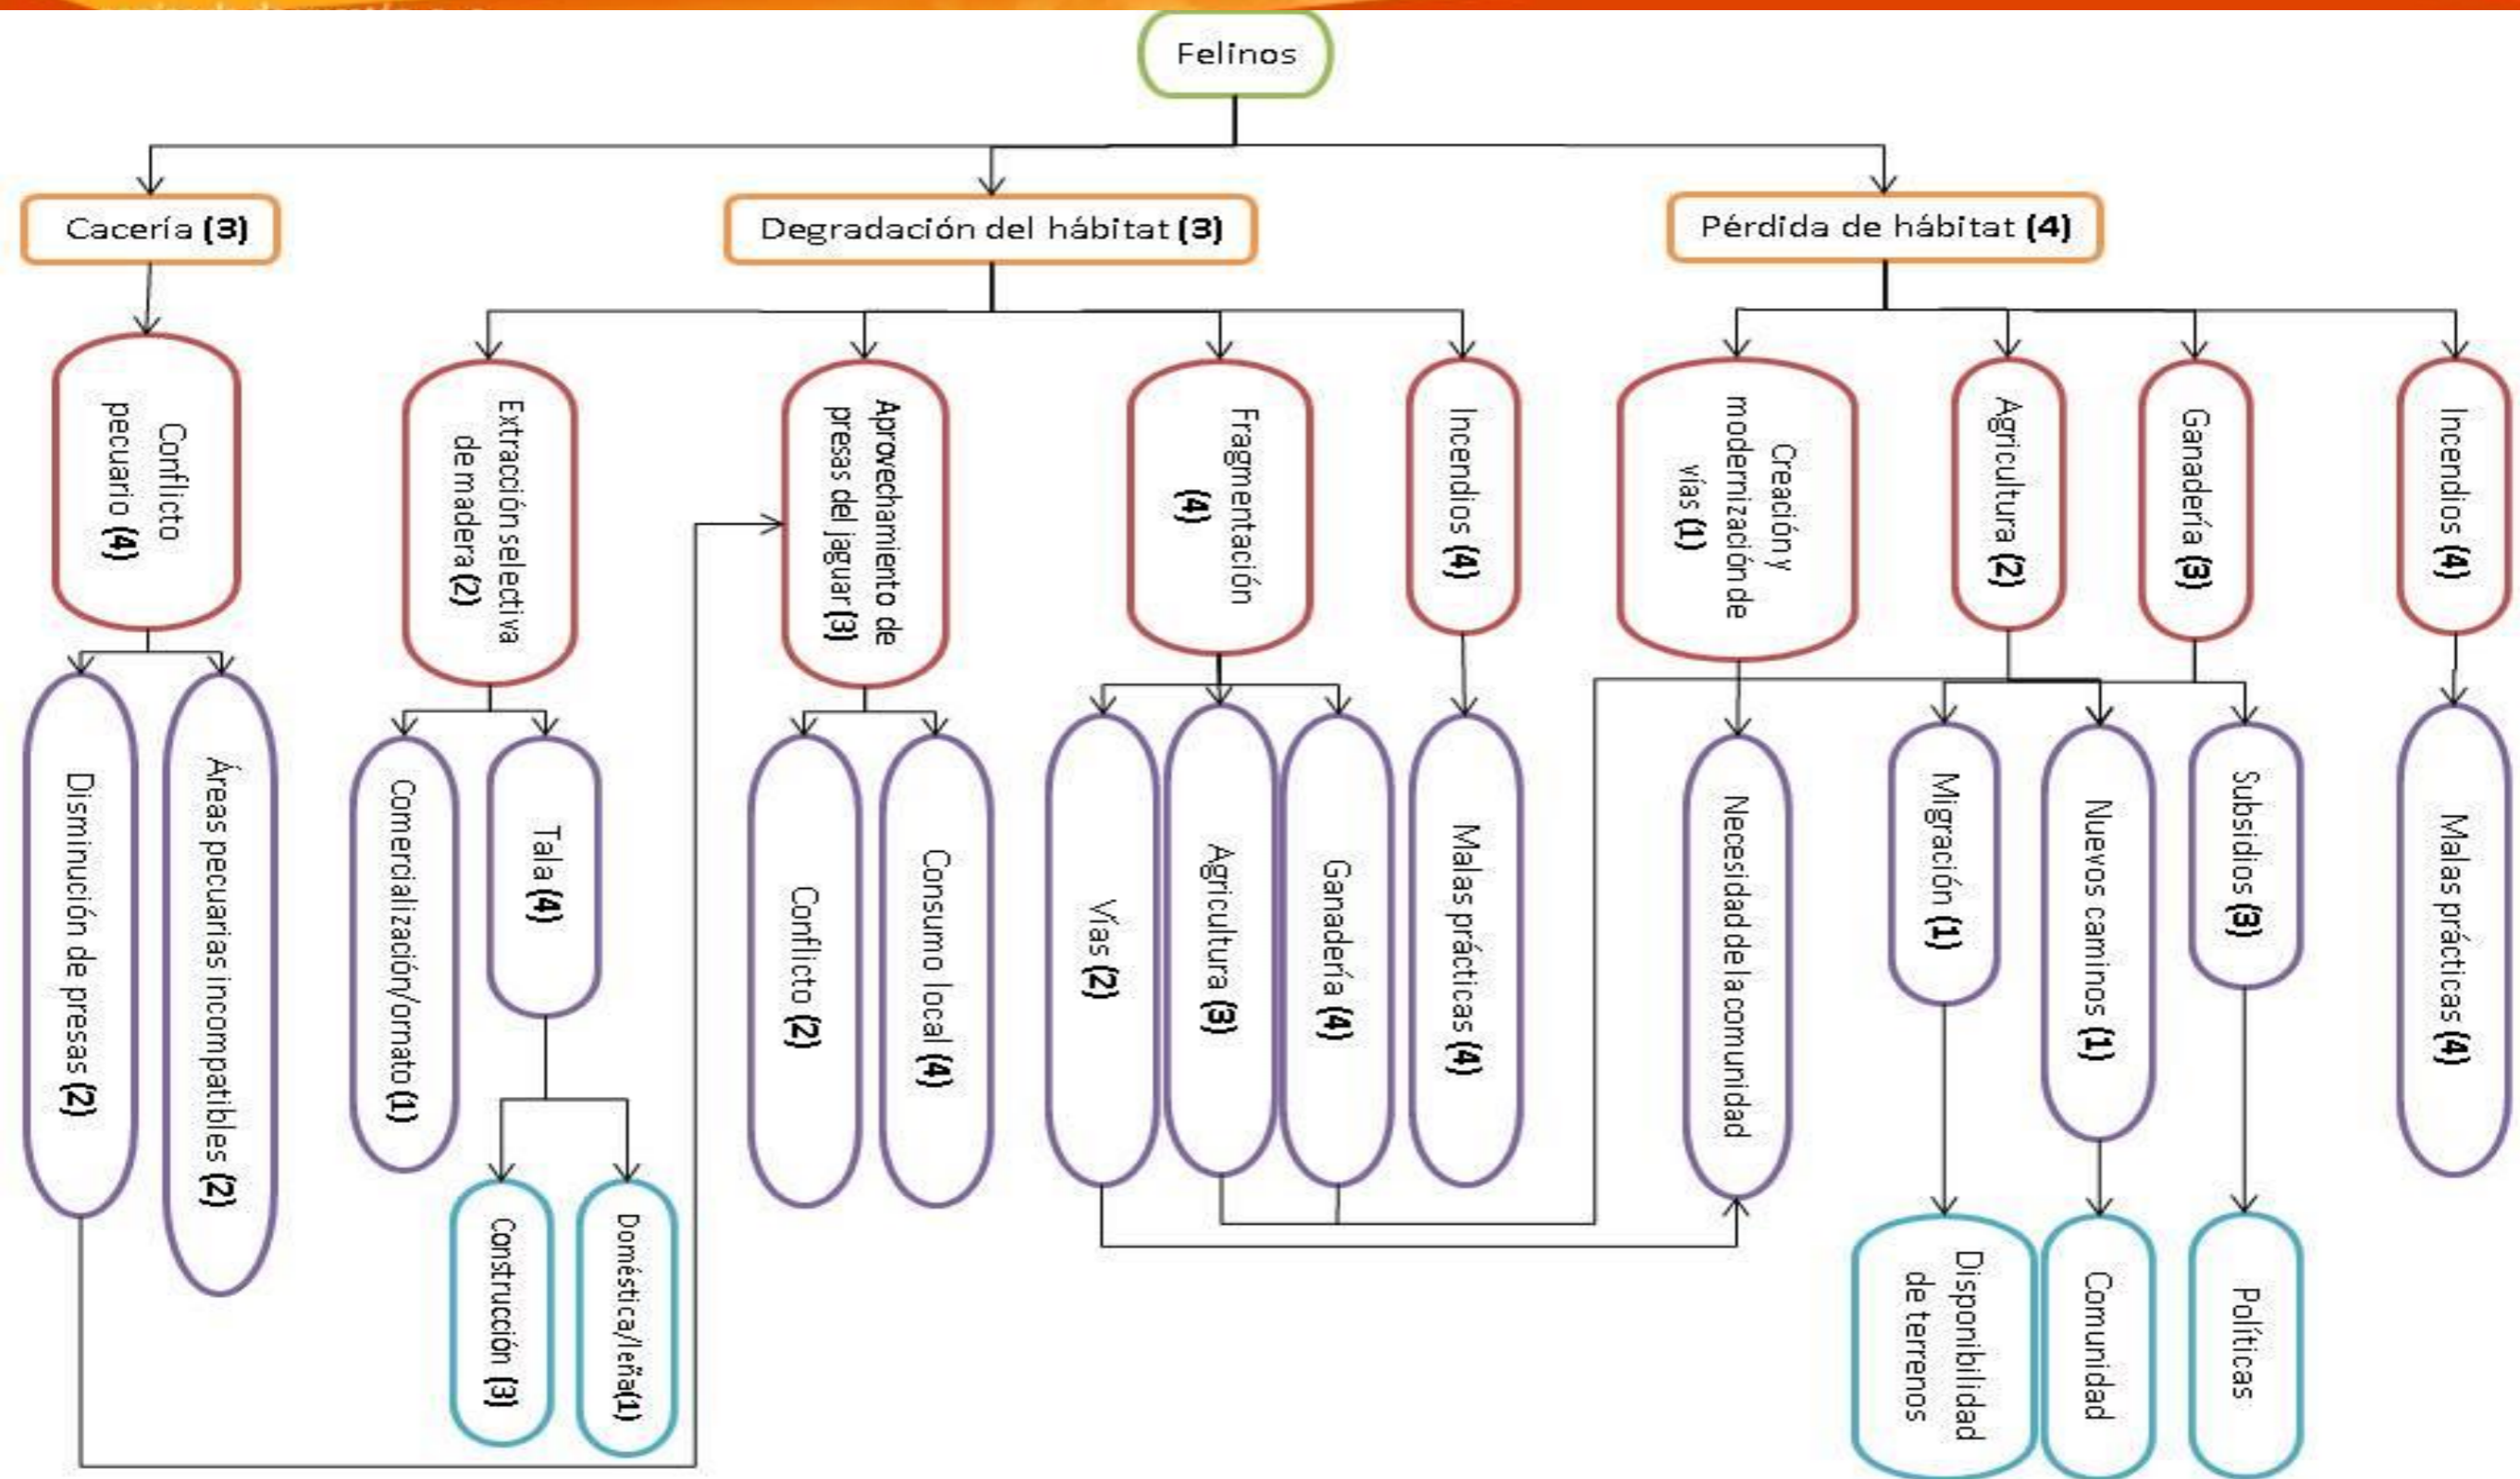 Felinos
Cacería (3)
Degradación del hábitat (3)
Pérdida de hábitat (4)
Conflicto
pecuario (4)
Extracción selectiva
de madera (2)
Aprovechamiento de
presas del jaguar (3)
Fragmentación
(4)
Incendios (4)
Creación y
modernización de
vías (1)
Agricultura (2)
Ganadería (3)
Incendios (4)
Disminución de presas (2)
Áreas pecuarias incompatibles (2)
Comercialización/ornato (1)
Tala (4)
Conflicto (2)
Consumo local (4)
Vías (2)
Agricultura (3)
Ganadería (4)
Malas prácticas (4)
Necesidad de la comunidad
Migración (1)
Nuevos caminos (1)
Subsidios (3)
Malas prácticas (4)
Construcción (3)
Doméstica/leña(1)
Disponibilidad
de terrenos
Comunidad
Políticas